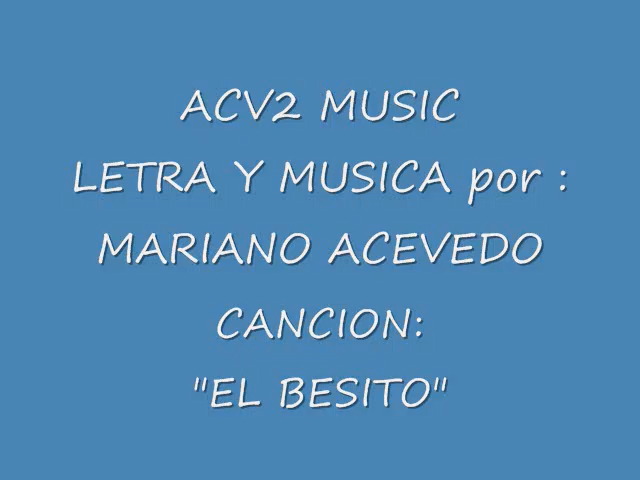 ACV2 MUSIC
LETRA Y MUSICA por :
MARIANO ACEVEDO
CANCION:
"EL BESITO"